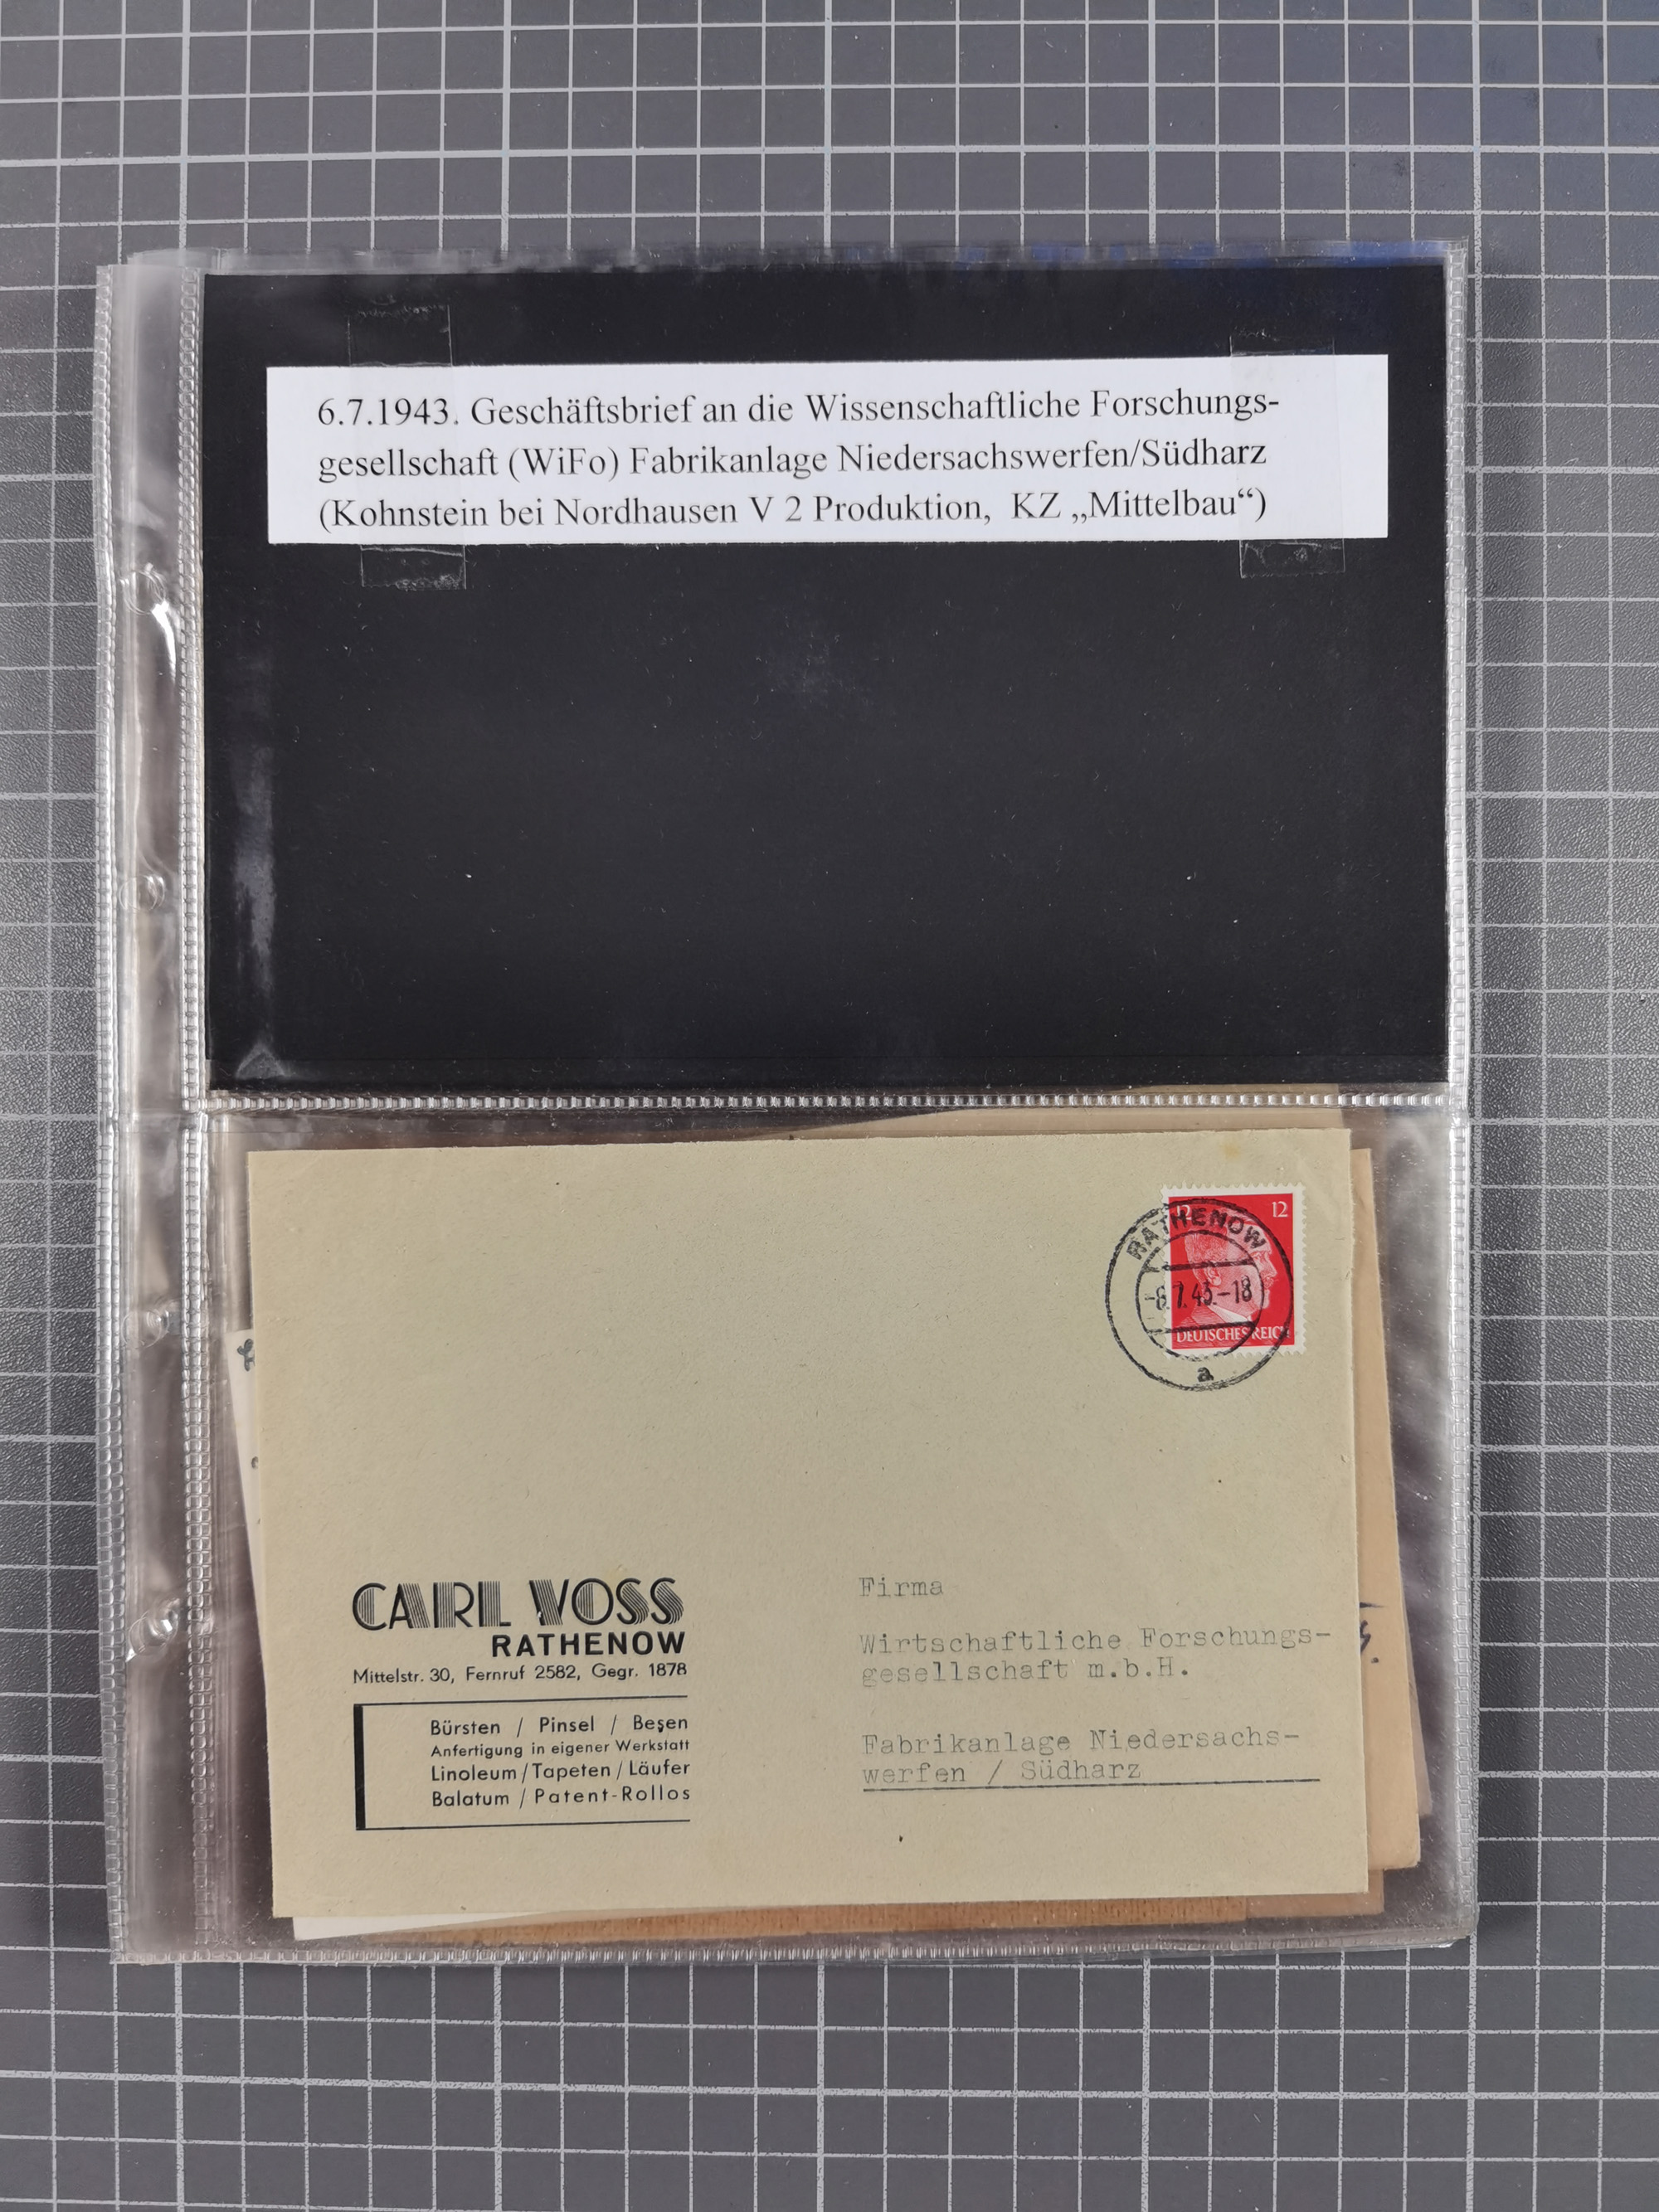 6.7.1943. Geschäftsbrief an die Wissenschaftliche Forschungs-
gesellschaft (WiFo) Fabrikanlage Niedersachswerfen/Südharz
(Kohnstein bei Nordhausen V 2 Produktion, KZ „Mittelbau“)
12 12
RATHENOW
-6.7.43.-18
DEUTSCHES REICH
a
CARL VOSS
RATHENOW
Mittelstr. 30, Fernruf 2582, Gegr. 1878
Bürsten / Pinsel / Besen
Anfertigung in eigener Werkstatt
Linoleum / Tapeten / Läufer
Balatum / Patent-Rollos
Firma
Wirtschaftliche Forschungs-
gesellschaft m.b.H.
Fabrikanlage Niedersachs-
werfen / Südharz